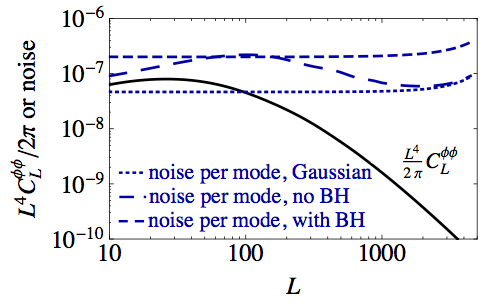 10⁻⁶
10⁻⁷
10⁻⁸
10⁻⁹
10⁻¹⁰
L⁴C_L^{ϕϕ}/2π or noise
L⁴/2π C_L^{ϕϕ}
noise per mode, Gaussian
noise per mode, no BH
noise per mode, with BH
10 100 1000
L